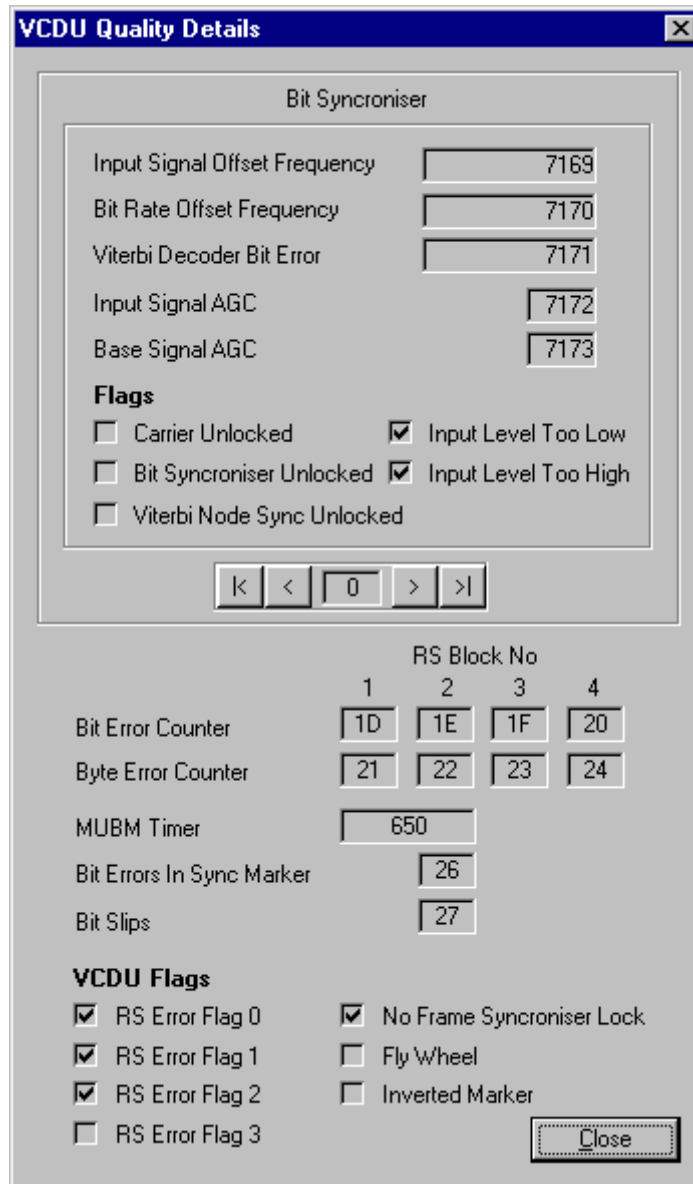 VCDU Quality Details
Bit Syncroniser
Input Signal Offset Frequency 7169
Bit Rate Offset Frequency 7170
Viterbi Decoder Bit Error 7171
Input Signal AGC 7172
Base Signal AGC 7173
Flags
Carrier Unlocked Input Level Too Low
Bit Syncroniser Unlocked Input Level Too High
Viterbi Node Sync Unlocked
|< < 0 > >|
RS Block No
1 2 3 4
Bit Error Counter 1D 1E 1F 20
Byte Error Counter 21 22 23 24
MUBM Timer 650
Bit Errors In Sync Marker 26
Bit Slips 27
VCDU Flags
RS Error Flag 0 No Frame Syncroniser Lock
RS Error Flag 1 Fly Wheel
RS Error Flag 2 Inverted Marker
RS Error Flag 3 Close